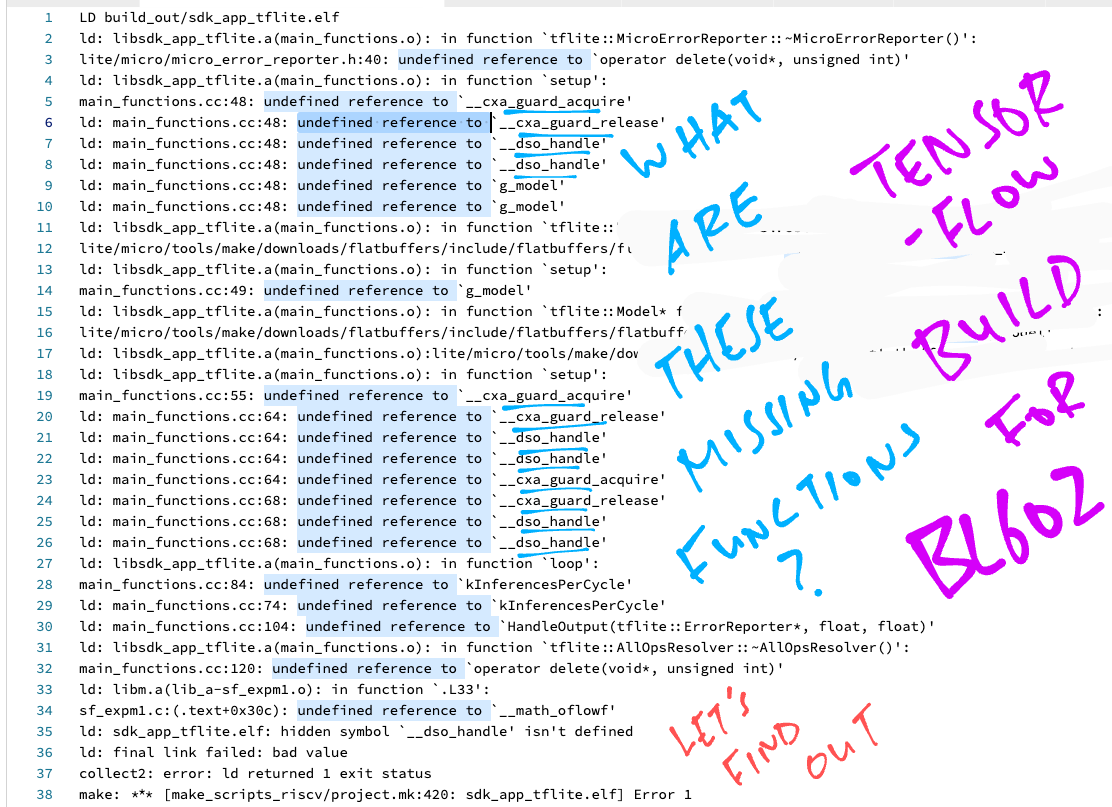 1 LD build_out/sdk_app_tflite.elf
2 ld: libsdk_app_tflite.a(main_functions.o): in function `tflite::MicroErrorReporter::~MicroErrorReporter()':
3 lite/micro/micro_error_reporter.h:40: undefined reference to `operator delete(void*, unsigned int)'
4 ld: libsdk_app_tflite.a(main_functions.o): in function `setup':
5 main_functions.cc:48: undefined reference to `__cxa_guard_acquire'
6 ld: main_functions.cc:48: undefined reference to `__cxa_guard_release'
7 ld: main_functions.cc:48: undefined reference to `__dso_handle'
8 ld: main_functions.cc:48: undefined reference to `__dso_handle'
9 ld: main_functions.cc:48: undefined reference to `g_model'
10 ld: main_functions.cc:48: undefined reference to `g_model'
11 ld: libsdk_app_tflite.a(main_functions.o): in function `tflite::
12 lite/micro/tools/make/downloads/flatbuffers/include/flatbuffers/
13 ld: libsdk_app_tflite.a(main_functions.o): in function `setup':
14 main_functions.cc:49: undefined reference to `g_model'
15 ld: libsdk_app_tflite.a(main_functions.o): in function `tflite::Model*
16 lite/micro/tools/make/downloads/flatbuffers/include/flatbuffers/
17 ld: libsdk_app_tflite.a(main_functions.o):lite/micro/tools/make/
18 ld: libsdk_app_tflite.a(main_functions.o): in function `setup':
19 main_functions.cc:55: undefined reference to `__cxa_guard_acquire'
20 ld: main_functions.cc:64: undefined reference to `__cxa_guard_release'
21 ld: main_functions.cc:64: undefined reference to `__dso_handle'
22 ld: main_functions.cc:64: undefined reference to `__dso_handle'
23 ld: main_functions.cc:64: undefined reference to `__cxa_guard_acquire'
24 ld: main_functions.cc:68: undefined reference to `__cxa_guard_release'
25 ld: main_functions.cc:68: undefined reference to `__dso_handle'
26 ld: main_functions.cc:68: undefined reference to `__dso_handle'
27 ld: libsdk_app_tflite.a(main_functions.o): in function `loop':
28 main_functions.cc:84: undefined reference to `kInferencesPerCycle'
29 ld: main_functions.cc:74: undefined reference to `kInferencesPerCycle'
30 ld: main_functions.cc:104: undefined reference to `HandleOutput(tflite::ErrorReporter*, float, float)'
31 ld: libsdk_app_tflite.a(main_functions.o): in function `tflite::AllOpsResolver::~AllOpsResolver()':
32 main_functions.cc:120: undefined reference to `operator delete(void*, unsigned int)'
33 ld: libm.a(lib_a-sf_expm1.o): in function `.L33':
34 sf_expm1.c:(.text+0x30c): undefined reference to `__math_oflowf'
35 ld: sdk_app_tflite.elf: hidden symbol `__dso_handle' isn't defined
36 ld: final link failed: bad value
37 collect2: error: ld returned 1 exit status
38 make: *** [make_scripts_riscv/project.mk:420: sdk_app_tflite.elf] Error 1
WHAT
ARE
THESE
MISSING
FUNCTIONS
?
TENSOR
-FLOW
BUILD
FOR
BL602
LET'S
FIND
OUT